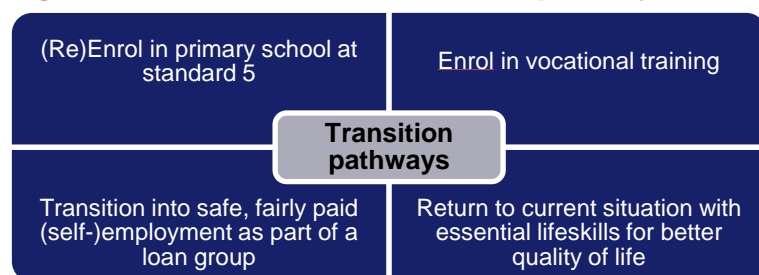 (Re)Enrol in primary school at
standard 5
Enrol in vocational training
Transition
pathways
Transition into safe, fairly paid
(self-)employment as part of a
loan group
Return to current situation with
essential lifeskills for better
quality of life